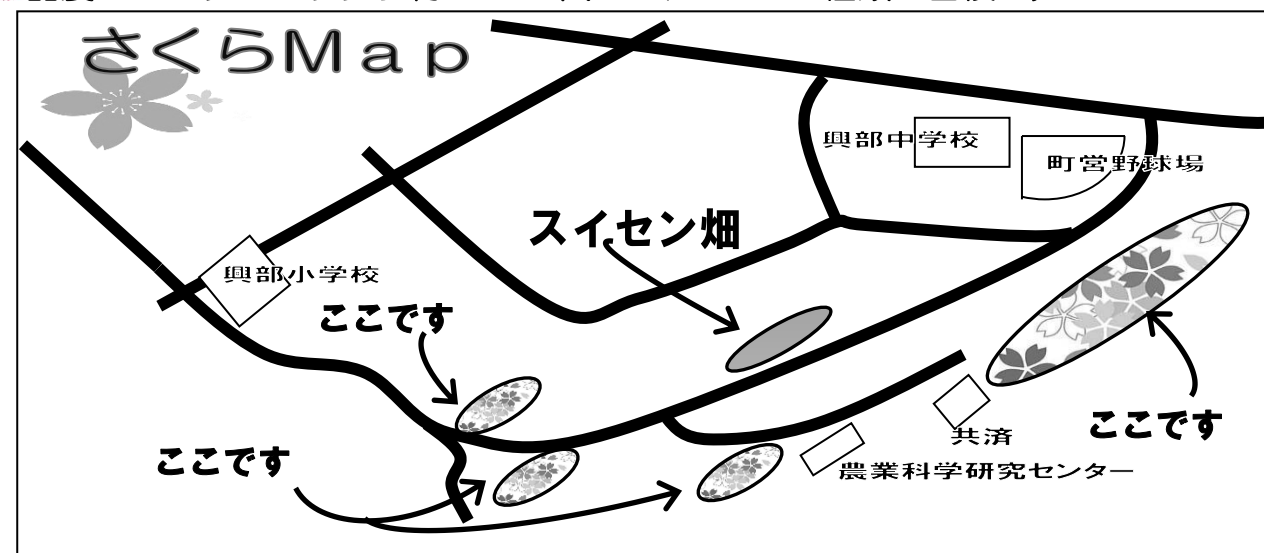 さくらＭａｐ
興部中学校
町営野球場
スイセン畑
興部小学校
ここです
ここです
共済
ここです
農業科学研究センター